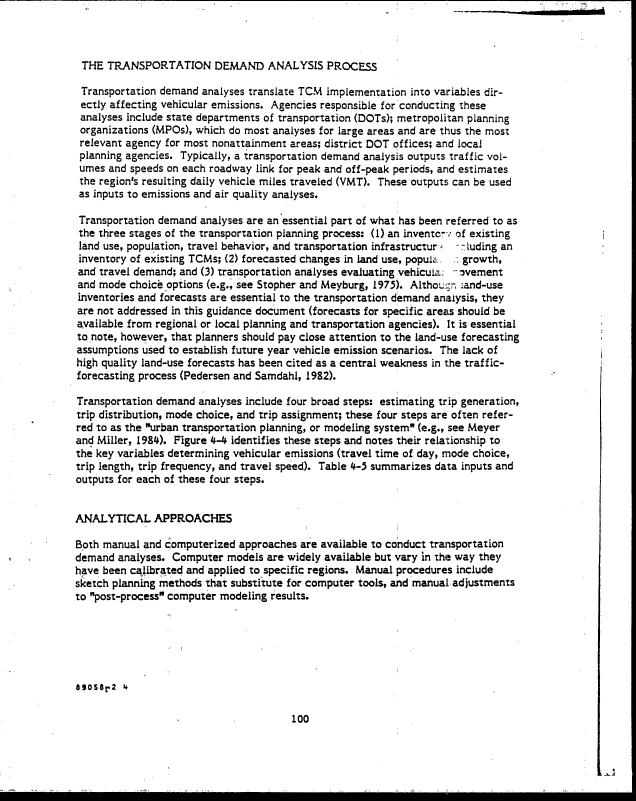 THE TRANSPORTATION DEMAND ANALYSIS PROCESS
Transportation demand analyses translate TCM implementation into variables dir-
ectly affecting vehicular emissions. Agencies responsible for conducting these
analyses include state departments of transportation (DOTs); metropolitan planning
organizations (MPOs), which do most analyses for large areas and are thus the most
relevant agency for most nonattainment areas; district DOT offices; and local
planning agencies. Typically, a transportation demand analysis outputs traffic vol-
umes and speeds on each roadway link for peak and off-peak periods, and estimates
the region's resulting daily vehicle miles traveled (VMT). These outputs can be used
as inputs to emissions and air quality analyses.
Transportation demand analyses are an essential part of what has been referred to as
the three stages of the transportation planning process: (1) an inventory of existing
land use, population, travel behavior, and transportation infrastructure
inventory of existing TCMs; (2) forecasted changes in land use, growth,
and travel demand; and (3) transportation analyses evaluating vehicular
and mode choice options (e.g., see Stopher and Meyburg, 1975). Although land-use
inventories and forecasts are essential to the transportation demand analysis, they
are not addressed in this guidance document (forecasts for specific areas should be
available from regional or local planning and transportation agencies). It is essential
to note, however, that planners should pay close attention to the land-use forecasting
assumptions used to establish future year vehicle emission scenarios. The lack of
high quality land-use forecasts has been cited as a central weakness in the traffic-
forecasting process (Pedersen and Samdahl, 1982).
Transportation demand analyses include four broad steps: estimating trip generation,
trip distribution, mode choice, and trip assignment; these four steps are often refer-
red to as the "urban transportation planning, or modeling system" (e.g., see Meyer
and Miller, 1984). Figure 4-4 identifies these steps and notes their relationship to
the key variables determining vehicular emissions (travel time of day, mode choice,
trip length, trip frequency, and travel speed). Table 4-5 summarizes data inputs and
outputs for each of these four steps.
ANALYTICAL APPROACHES
Both manual and computerized approaches are available to conduct transportation
demand analyses. Computer models are widely available but vary in the way they
have been calibrated and applied to specific regions. Manual procedures include
sketch planning methods that substitute for computer tools, and manual adjustments
to "post-process" computer modeling results.
89058r2 4
100